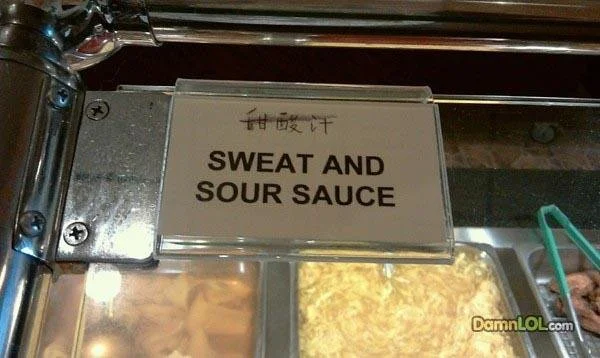 甜酸汁
SWEAT AND
SOUR SAUCE
DamnLOL.com